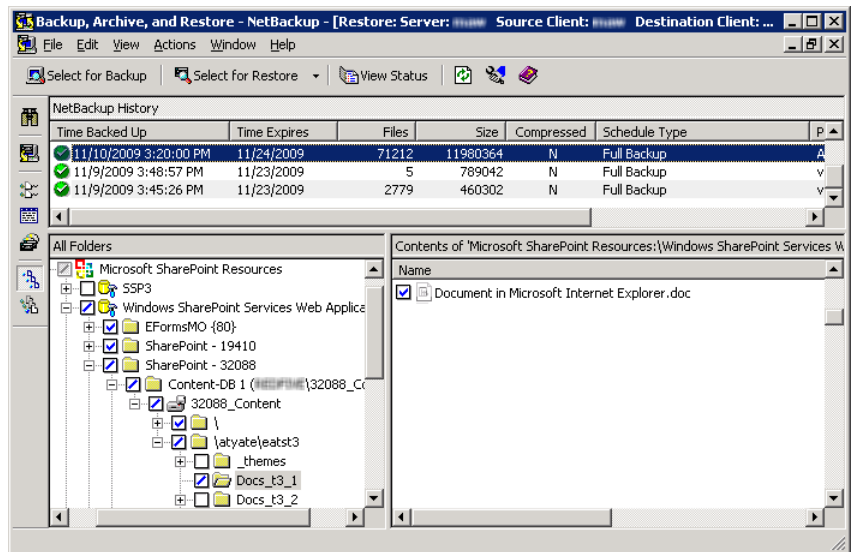 Backup, Archive, and Restore - NetBackup - [Restore: Server: Source Client: Destination Client: ...
File Edit View Actions Window Help
Select for Backup Select for Restore View Status
NetBackup History
Time Backed Up Time Expires Files Size Compressed Schedule Type P
11/10/2009 3:20:00 PM 11/24/2009 71212 11980364 N Full Backup A
11/9/2009 3:48:57 PM 11/23/2009 5 789042 N Full Backup v
11/9/2009 3:45:26 PM 11/23/2009 2779 460302 N Full Backup v
All Folders
Contents of 'Microsoft SharePoint Resources:\Windows SharePoint Services W
Microsoft SharePoint Resources
Name
SSP3
Document in Microsoft Internet Explorer.doc
Windows SharePoint Services Web Applica
EFormsMO {80}
SharePoint - 19410
SharePoint - 32088
Content-DB 1 ( \32088_Co
32088_Content
\
\atyate\eatst3
_themes
Docs_t3_1
Docs_t3_2